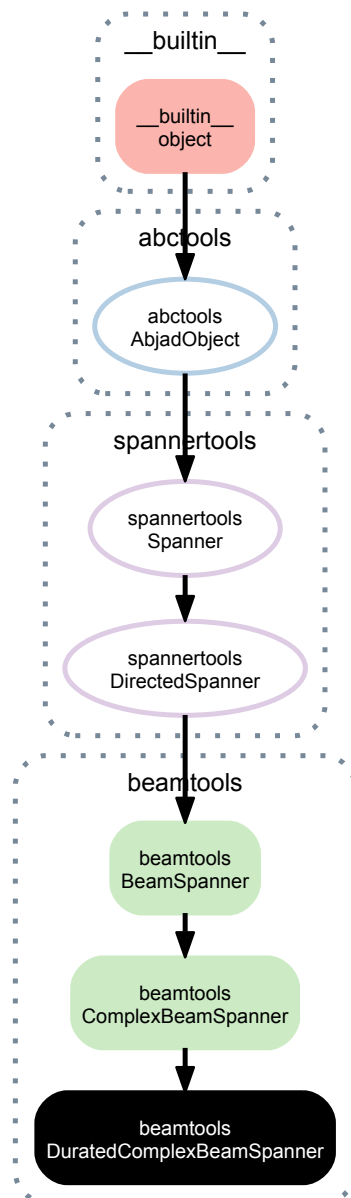 __builtin__
__builtin__
object
abctools
abctools
AbjadObject
spannertools
spannertools
Spanner
spannertools
DirectedSpanner
beamtools
beamtools
BeamSpanner
beamtools
ComplexBeamSpanner
beamtools
DuratedComplexBeamSpanner